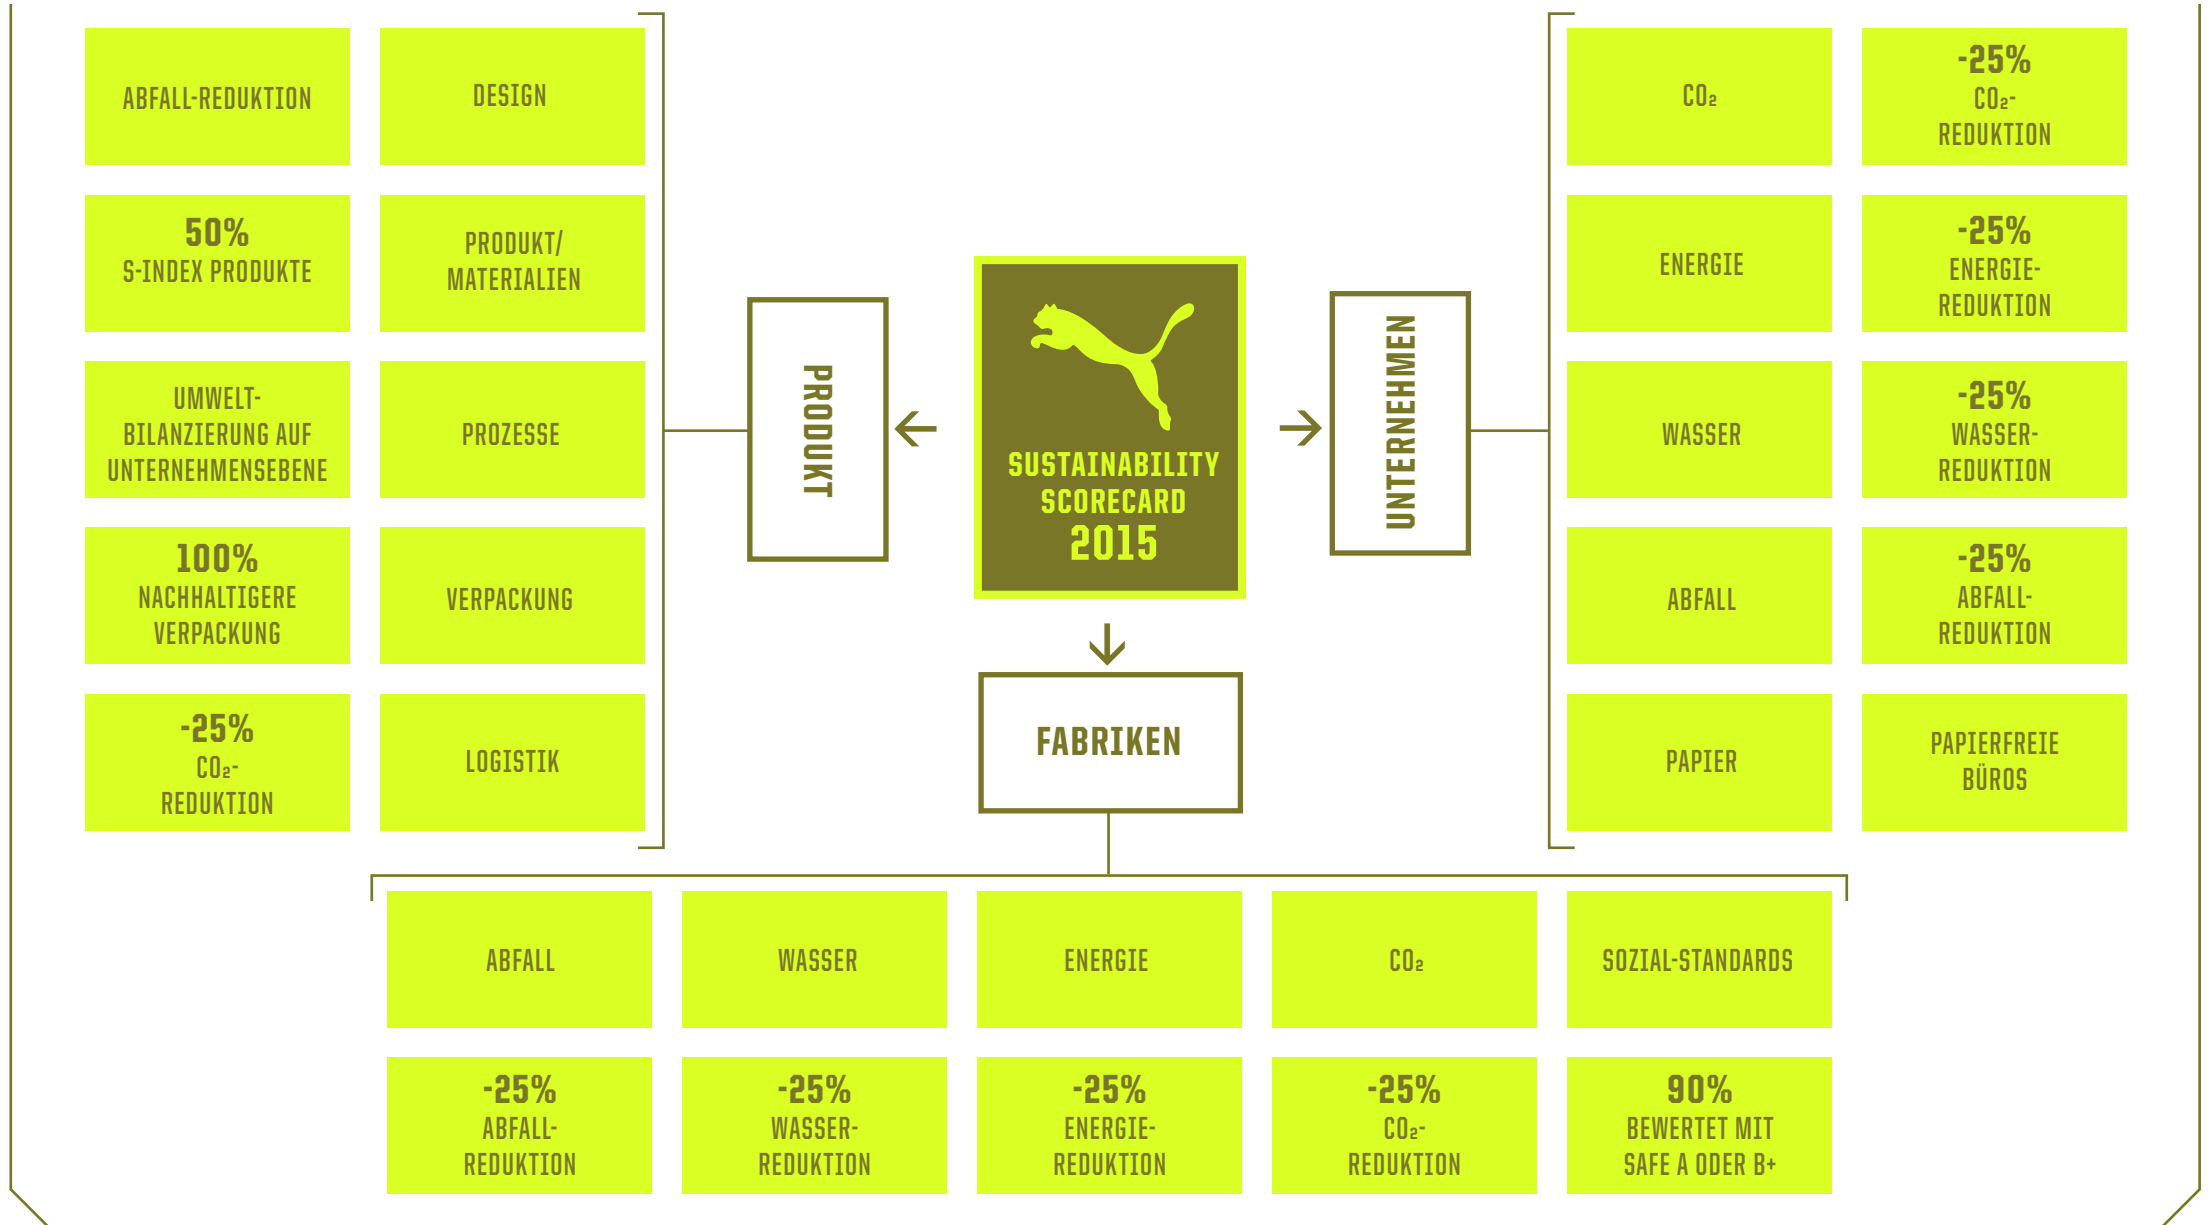 ABFALL-REDUKTION
DESIGN
50%
S-INDEX PRODUKTE
PRODUKT/
MATERIALIEN
UMWELT-
BILANZIERUNG AUF
UNTERNEHMENSEBENE
PROZESSE
100%
NACHHALTIGERE
VERPACKUNG
VERPACKUNG
-25%
CO₂-
REDUKTION
LOGISTIK
PRODUKT
SUSTAINABILITY
SCORECARD
2015
UNTERNEHMEN
CO₂
-25%
CO₂-
REDUKTION
ENERGIE
-25%
ENERGIE-
REDUKTION
WASSER
-25%
WASSER-
REDUKTION
ABFALL
-25%
ABFALL-
REDUKTION
PAPIER
PAPIERFREIE
BÜROS
FABRIKEN
ABFALL
WASSER
ENERGIE
CO₂
SOZIAL-STANDARDS
-25%
ABFALL-
REDUKTION
-25%
WASSER-
REDUKTION
-25%
ENERGIE-
REDUKTION
-25%
CO₂-
REDUKTION
90%
BEWERTET MIT
SAFE A ODER B+